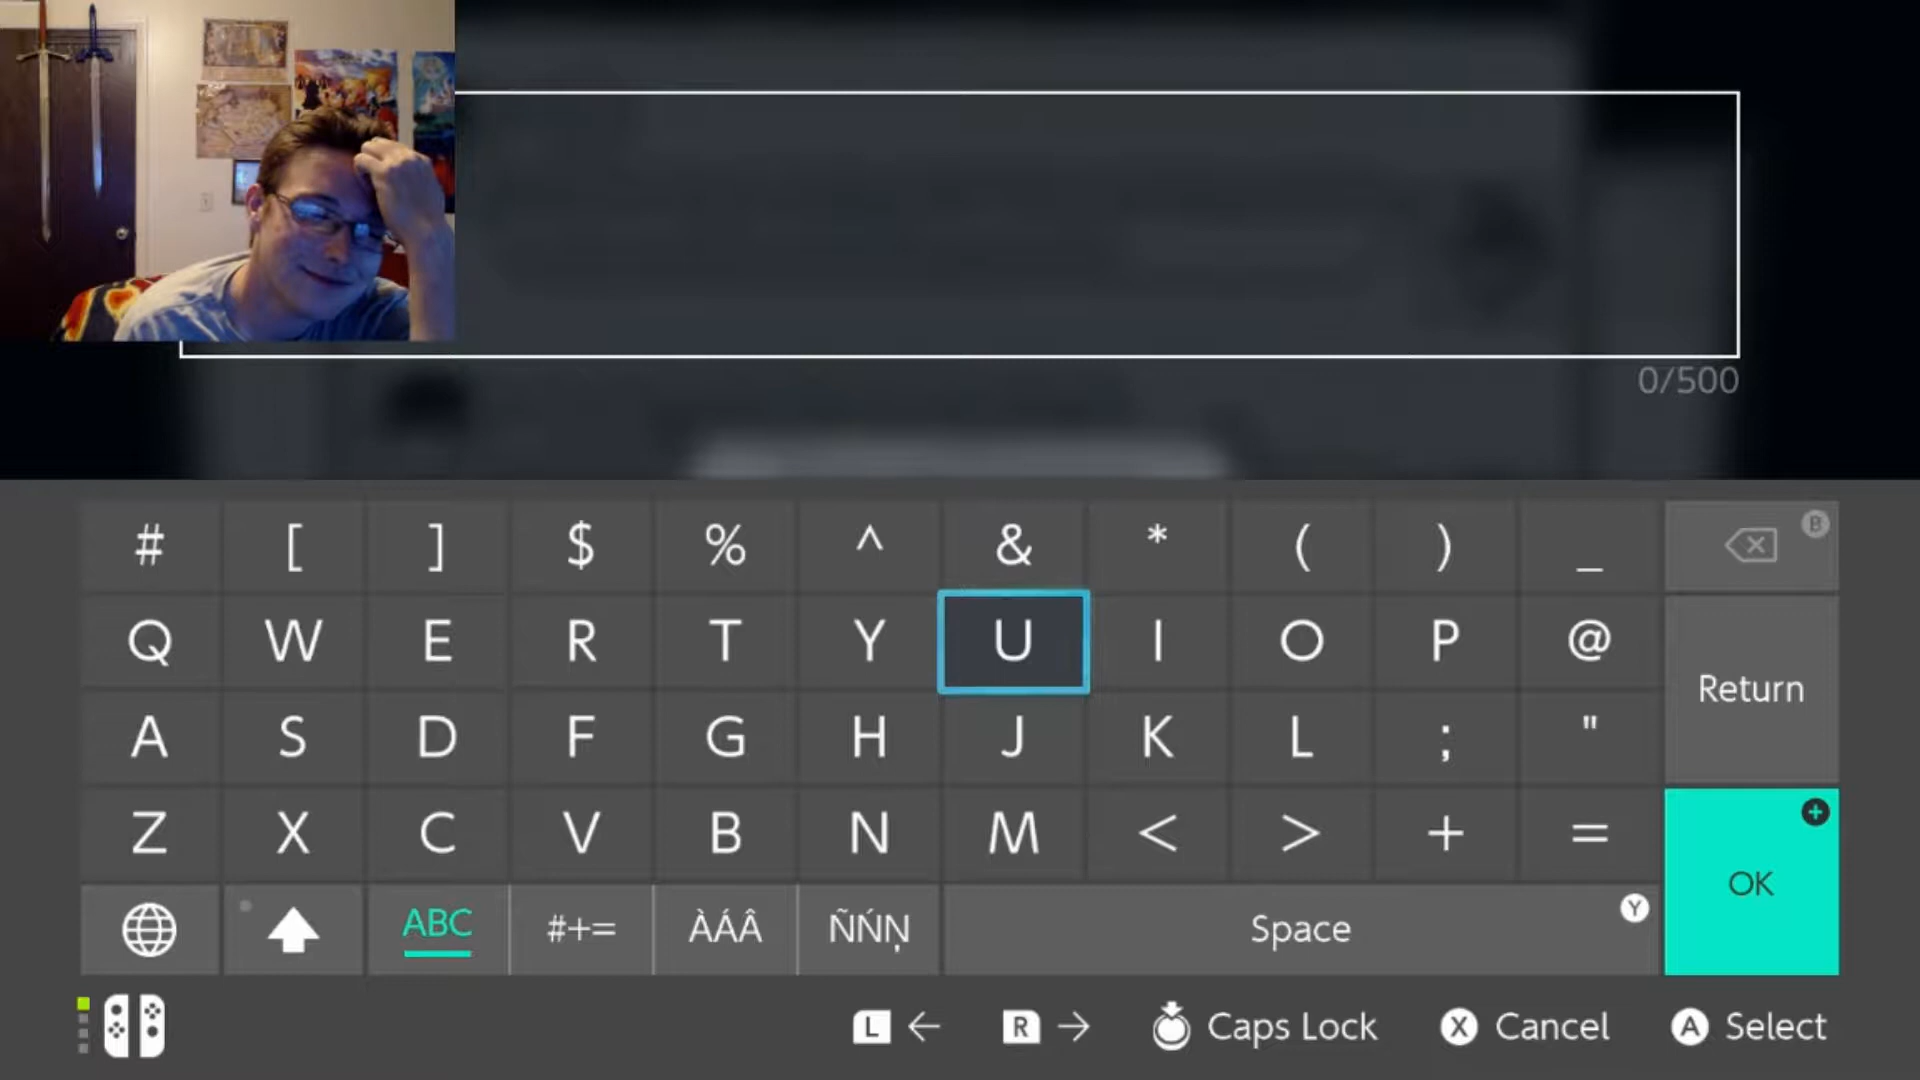 0/500
# [ ] $ % ^ & * ( ) _ B
Q W E R T Y U I O P @
Return
A S D F G H J K L ; "
Z X C V B N M < > + =
OK
ABC #+= ÀÁÂ ÑŃŅ Space Y
L ← R → Caps Lock X Cancel A Select